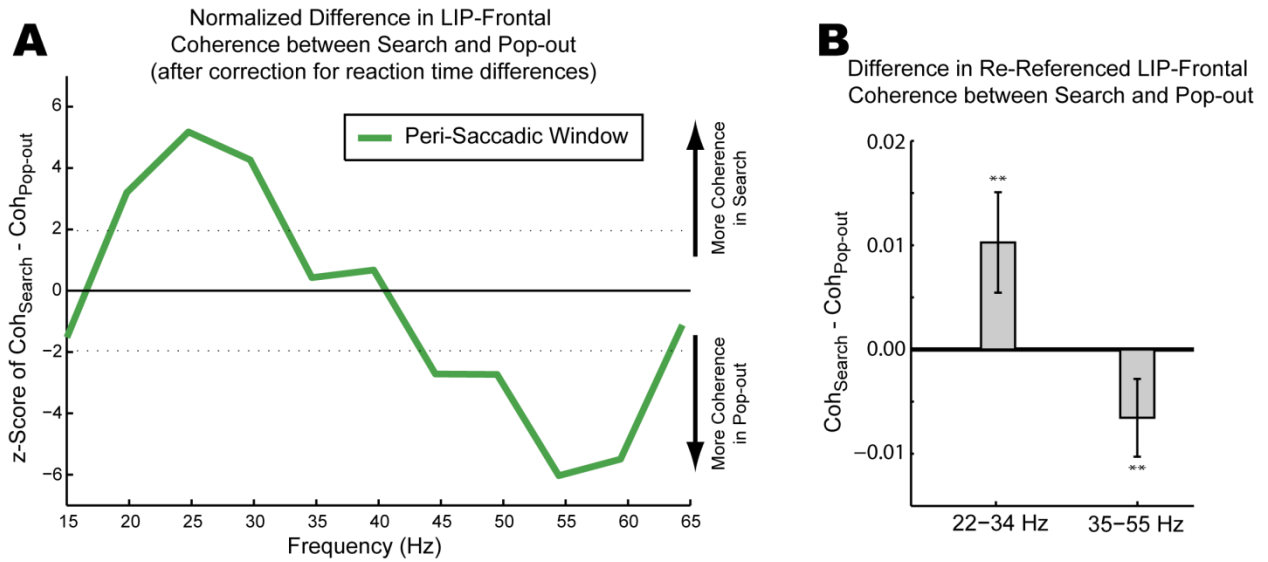 A
Normalized Difference in LIP-Frontal
Coherence between Search and Pop-out
(after correction for reaction time differences)
z-Score of CohSearch - CohPop-out
6
4
2
0
−2
−4
−6
Peri-Saccadic Window
More Coherence
in Search
More Coherence
in Pop-out
15 20 25 30 35 40 45 50 55 60 65
Frequency (Hz)
B
Difference in Re-Referenced LIP-Frontal
Coherence between Search and Pop-out
CohSearch - CohPop-out
0.02
0.01
0.00
−0.01
**
**
22−34 Hz 35−55 Hz